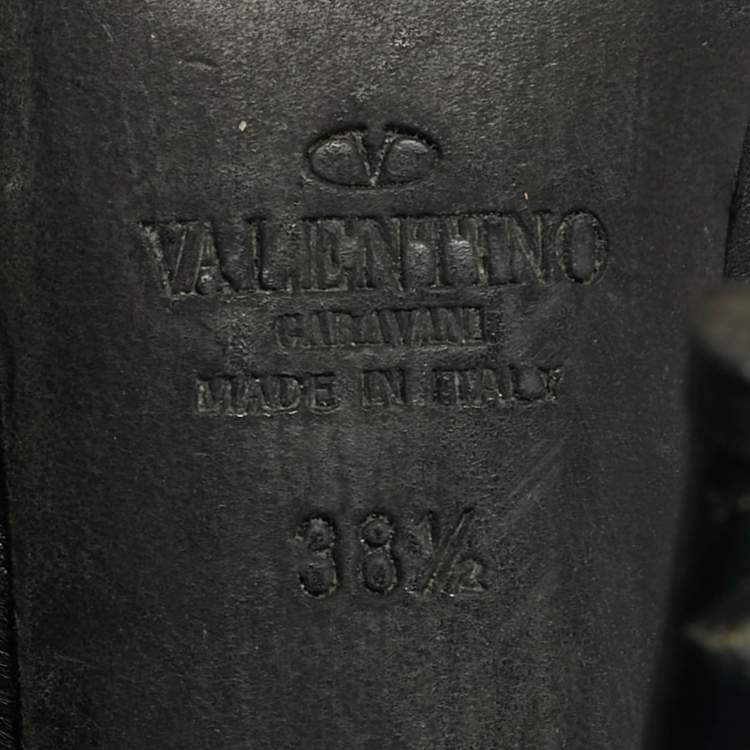 VALENTINO
GARAVANI
MADE IN ITALY
38½